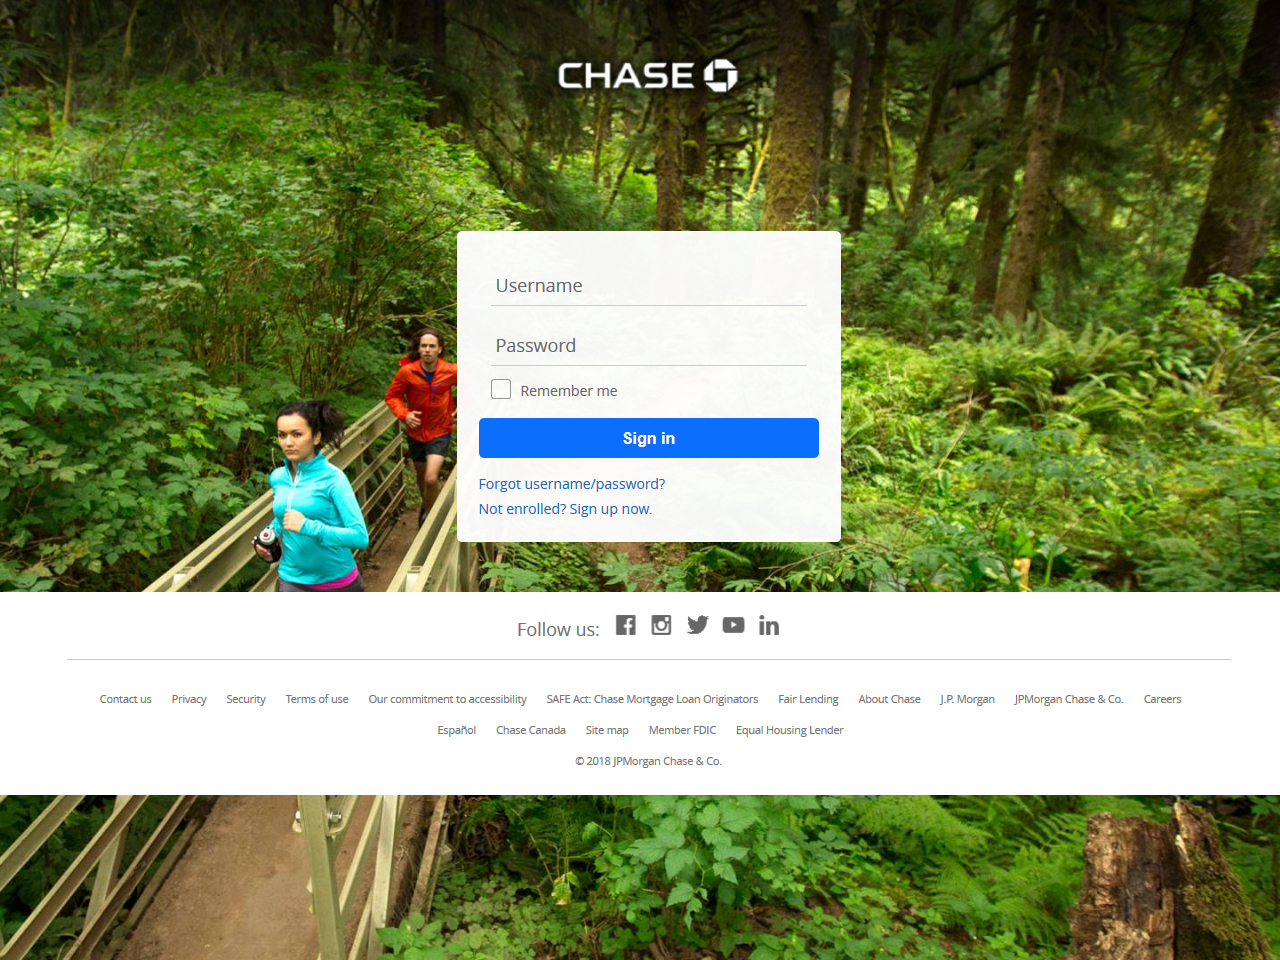 CHASE
Username
Password
Remember me
Sign in
Forgot username/password?
Not enrolled? Sign up now.
Follow us:
Contact us Privacy Security Terms of use Our commitment to accessibility SAFE Act: Chase Mortgage Loan Originators Fair Lending About Chase J.P. Morgan JPMorgan Chase & Co. Careers
Español Chase Canada Site map Member FDIC Equal Housing Lender
© 2018 JPMorgan Chase & Co.